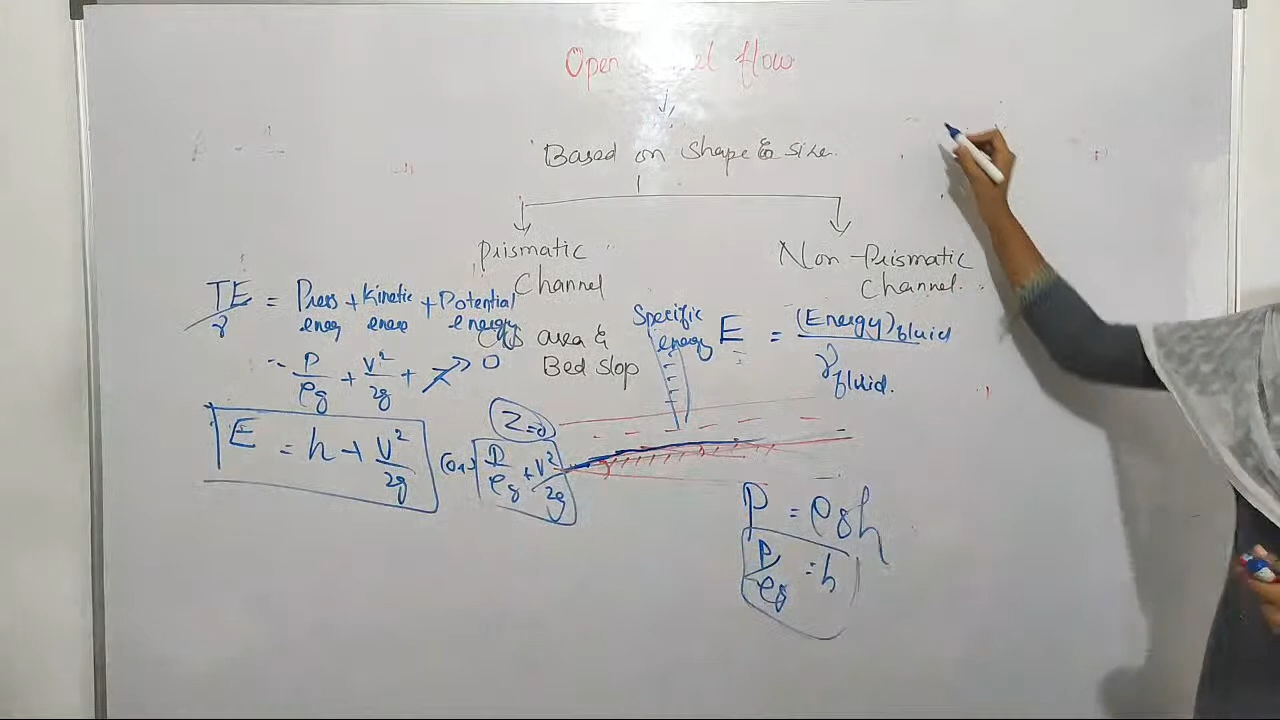 Open el flow
↓
Based on shape & size.
Prismatic Channel
Non-Prismatic Channel.
area & Bed Slop
TE/γ = Press energy + Kinetic energy + Potential energy
P/ρg + V²/2g + z → 0
E = h + V²/2g (or) P/ρg + V²/2g
Z=0
Specific energy E = (Energy)fluid / γfluid.
P = ρgh
P/ρg = h